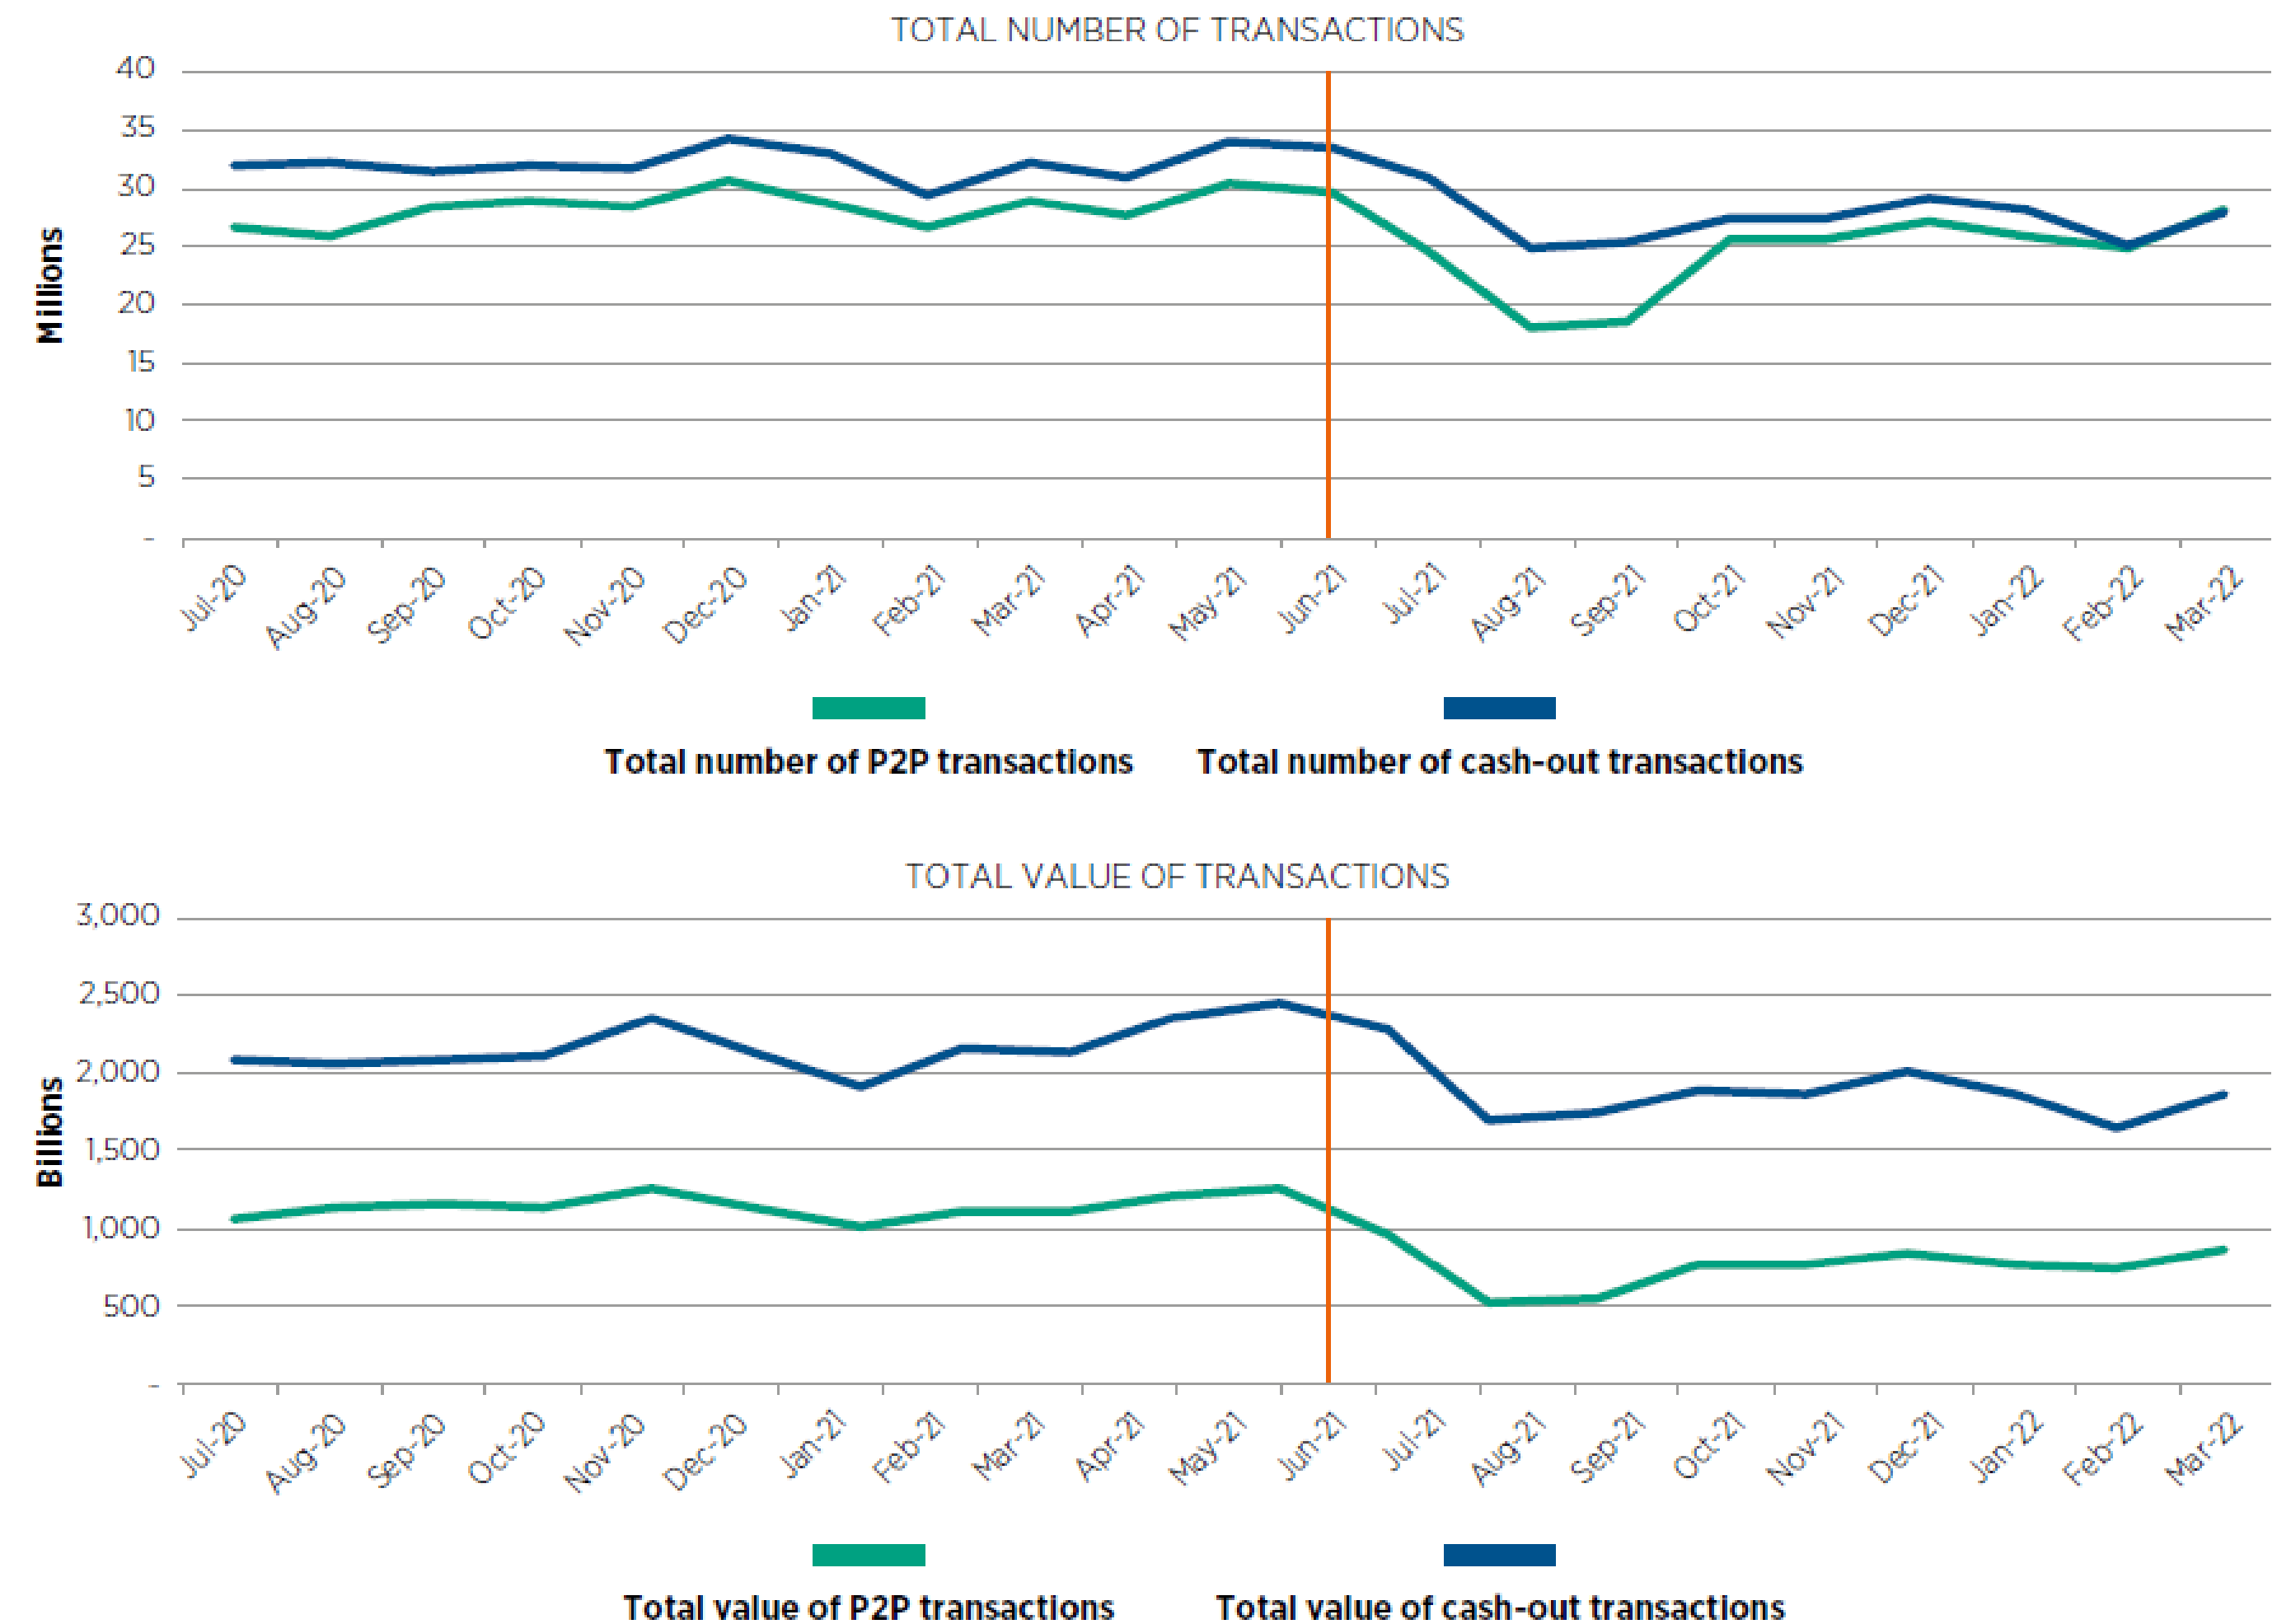 TOTAL NUMBER OF TRANSACTIONS
40
35
30
25
20
15
10
5
-
Millions
Jul-20 Aug-20 Sep-20 Oct-20 Nov-20 Dec-20 Jan-21 Feb-21 Mar-21 Apr-21 May-21 Jun-21 Jul-21 Aug-21 Sep-21 Oct-21 Nov-21 Dec-21 Jan-22 Feb-22 Mar-22
Total number of P2P transactions Total number of cash-out transactions
TOTAL VALUE OF TRANSACTIONS
3,000
2,500
2,000
1,500
1,000
500
-
Billions
Jul-20 Aug-20 Sep-20 Oct-20 Nov-20 Dec-20 Jan-21 Feb-21 Mar-21 Apr-21 May-21 Jun-21 Jul-21 Aug-21 Sep-21 Oct-21 Nov-21 Dec-21 Jan-22 Feb-22 Mar-22
Total value of P2P transactions Total value of cash-out transactions